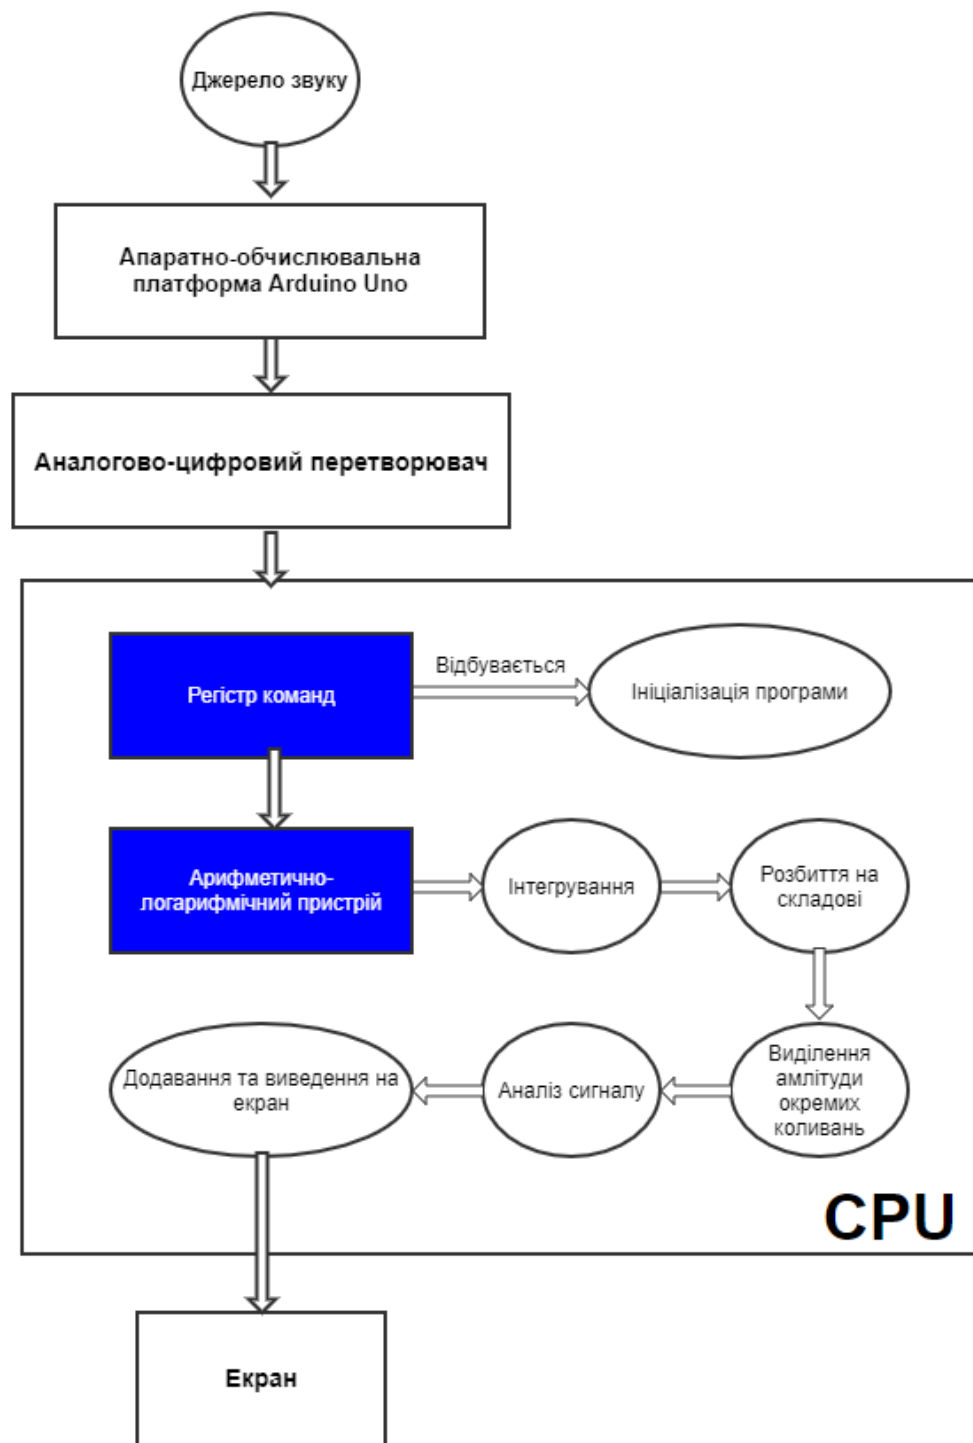 Джерело звуку
Апаратно-обчислювальна
платформа Arduino Uno
Аналогово-цифровий перетворювач
Регістр команд
Відбувається
Ініціалізація програми
Арифметично-
логарифмічний пристрій
Інтегрування
Розбиття на
складові
Додавання та виведення на
екран
Аналіз сигналу
Виділення
амлітуди
окремих
коливань
CPU
Екран